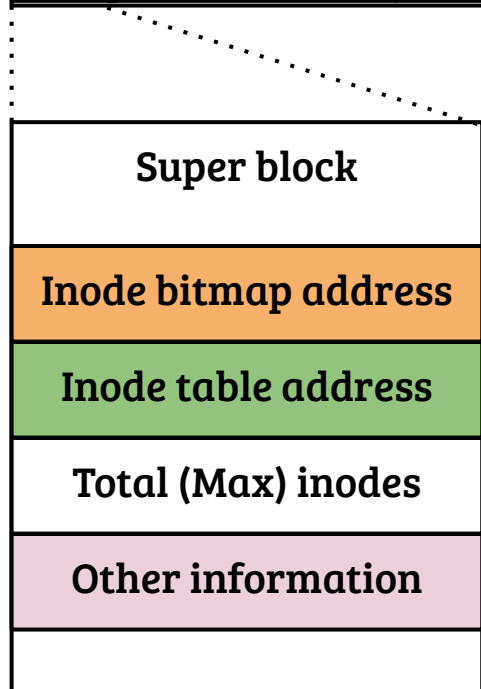 Super block
Inode bitmap address
Inode table address
Total (Max) inodes
Other information